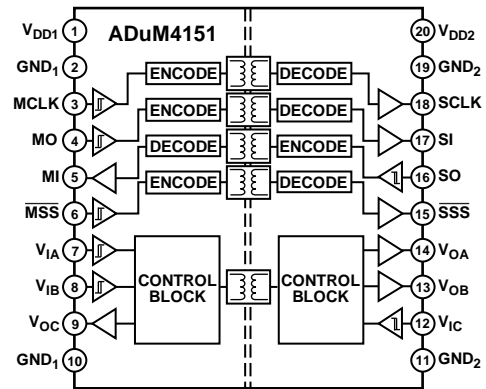 ADuM4151
V_DD1 1
20 V_DD2
GND_1 2
19 GND_2
ENCODE DECODE
MCLK 3
18 SCLK
ENCODE DECODE
MO 4
17 SI
DECODE ENCODE
MI 5
16 SO
ENCODE DECODE
MSS 6
15 SSS
V_IA 7
14 V_OA
CONTROL BLOCK
CONTROL BLOCK
V_IB 8
13 V_OB
V_OC 9
12 V_IC
GND_1 10
11 GND_2